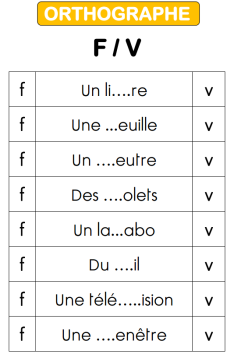 ORTHOGRAPHE
F / V
f Un li....re v
f Une ...euille v
f Un ....eutre v
f Des ....olets v
f Un la...abo v
f Du ....il v
f Une télé.....ision v
f Une ....enêtre v